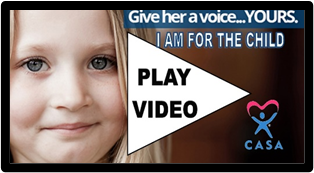 Give her a voice...YOURS.
I AM FOR THE CHILD
PLAY
VIDEO
CASA